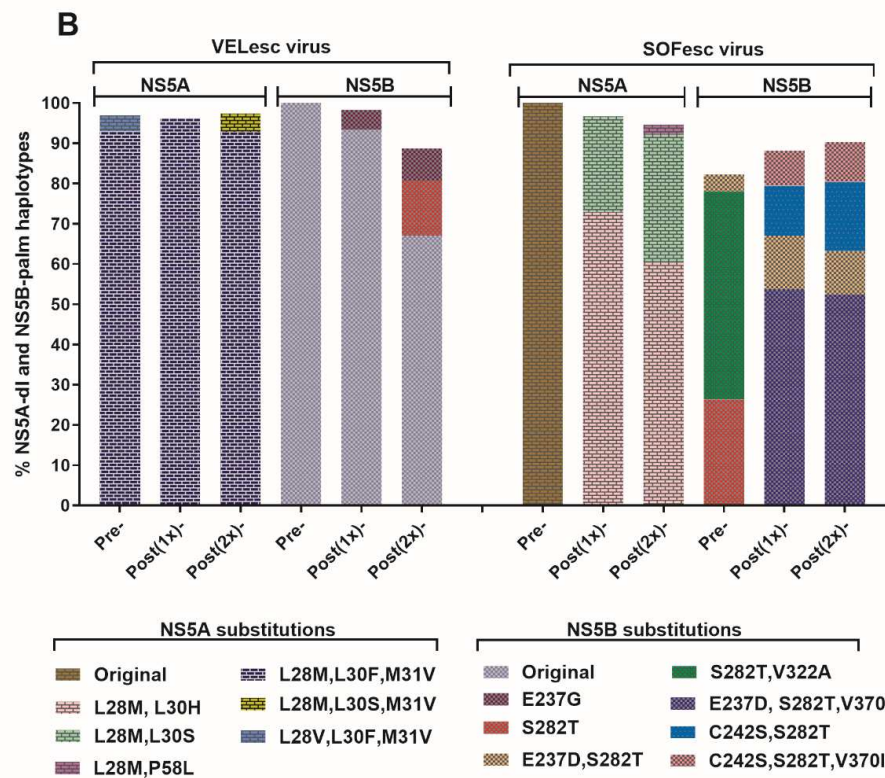 B
VELesc virus
SOFesc virus
NS5A NS5B NS5A NS5B
% NS5A-dI and NS5B-palm haplotypes
100
90
80
70
60
50
40
30
20
10
0
Pre- Post(1x)- Post(2x)- Pre- Post(1x)- Post(2x)- Pre- Post(1x)- Post(2x)- Pre- Post(1x)- Post(2x)-
NS5A substitutions
Original
L28M, L30H
L28M,L30S
L28M,P58L
L28M,L30F,M31V
L28M,L30S,M31V
L28V,L30F,M31V
NS5B substitutions
Original
E237G
S282T
E237D,S282T
S282T,V322A
E237D, S282T,V370
C242S,S282T
C242S,S282T,V370I